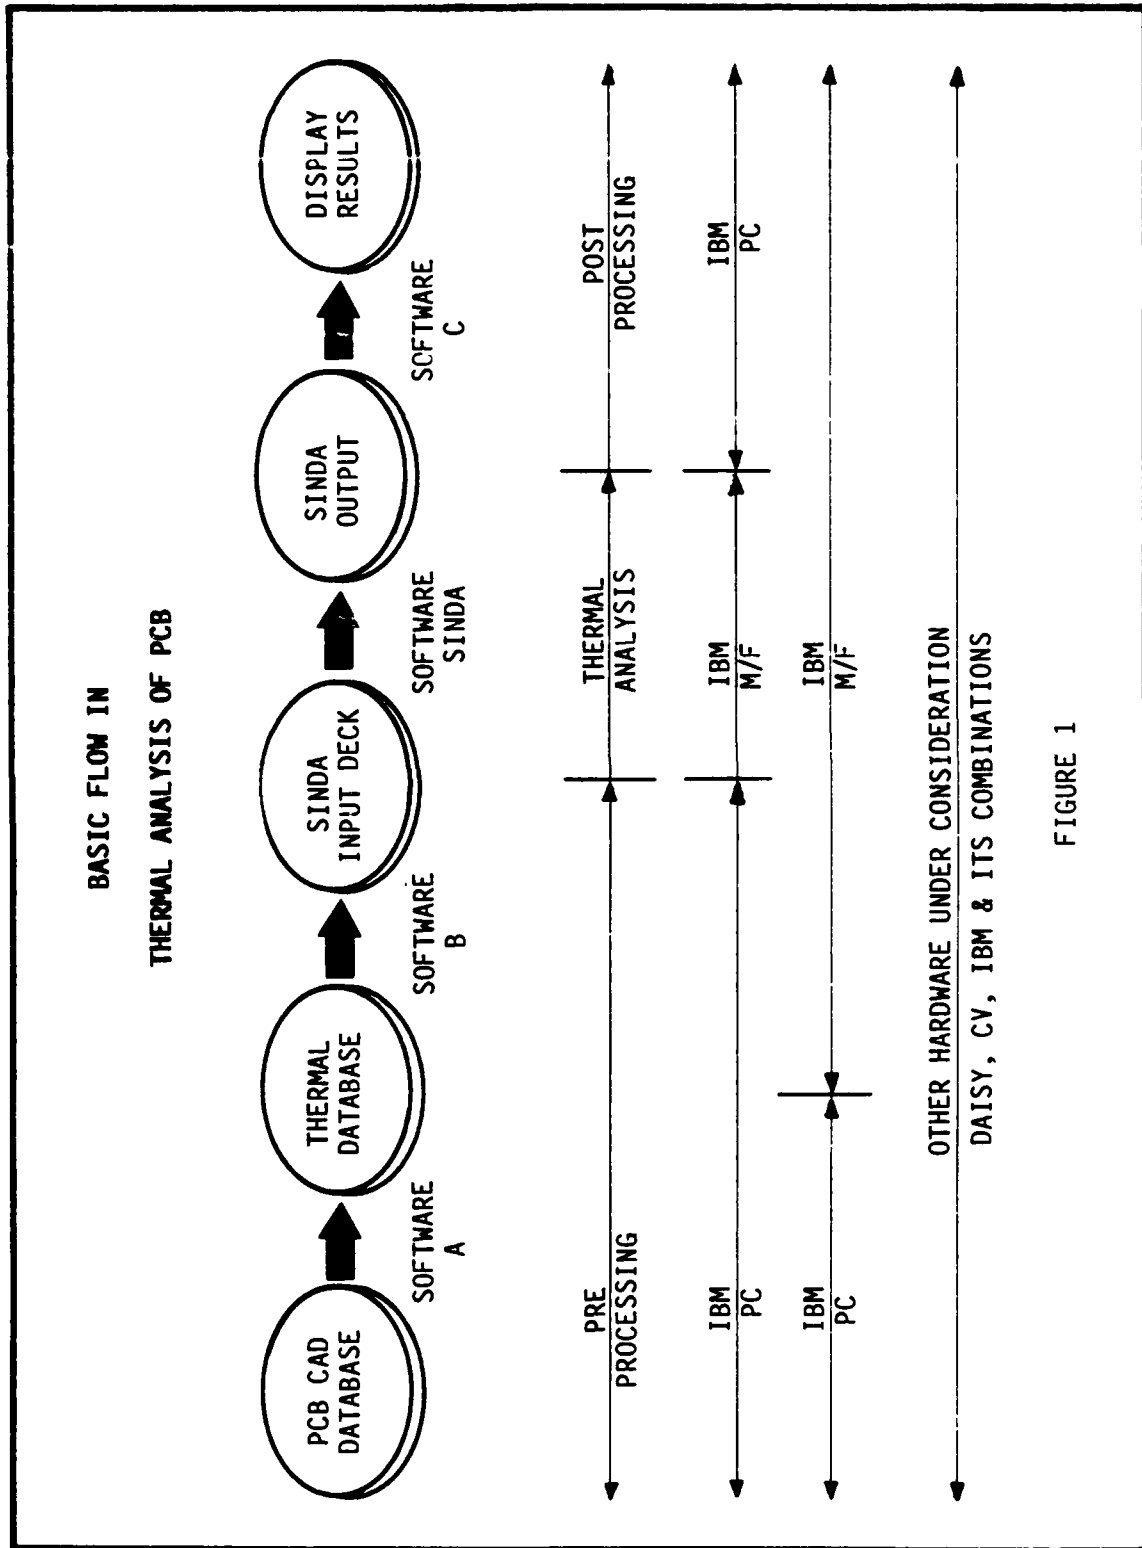 BASIC FLOW IN
THERMAL ANALYSIS OF PCB
PCB CAD
DATABASE
SOFTWARE
A
THERMAL
DATABASE
SOFTWARE
B
SINDA
INPUT DECK
SOFTWARE
SINDA
SINDA
OUTPUT
SOFTWARE
C
DISPLAY
RESULTS
PRE
PROCESSING
THERMAL
ANALYSIS
POST
PROCESSING
IBM
PC
IBM
M/F
IBM
PC
IBM
PC
IBM
M/F
OTHER HARDWARE UNDER CONSIDERATION
DAISY, CV, IBM & ITS COMBINATIONS
FIGURE 1